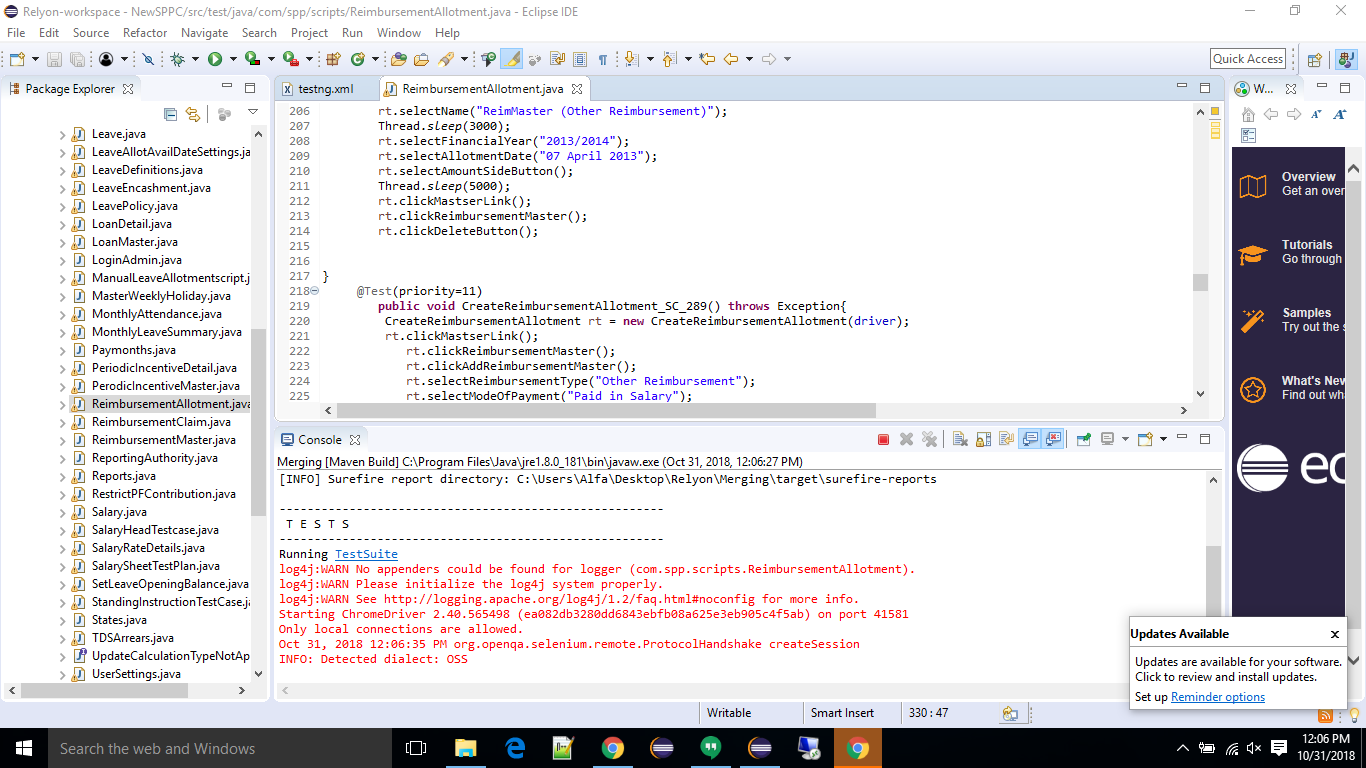 Relyon-workspace - NewSPPC/src/test/java/com/spp/scripts/ReimbursementAllotment.java - Eclipse IDE
File Edit Source Refactor Navigate Search Project Run Window Help
Quick Access
Package Explorer
Leave.java
LeaveAllotAvailDateSettings.ja
LeaveDefinitions.java
LeaveEncashment.java
LeavePolicy.java
LoanDetail.java
LoanMaster.java
LoginAdmin.java
ManualLeaveAllotmentscript.j
MasterWeeklyHoliday.java
MonthlyAttendance.java
MonthlyLeaveSummary.java
Paymonths.java
PeriodicIncentiveDetail.java
PerodicIncentiveMaster.java
ReimbursementAllotment.java
ReimbursementClaim.java
ReimbursementMaster.java
ReportingAuthority.java
Reports.java
RestrictPFContribution.java
Salary.java
SalaryHeadTestcase.java
SalaryRateDetails.java
SalarySheetTestPlan.java
SetLeaveOpeningBalance.java
StandingInstructionTestCase.ja
States.java
TDSArrears.java
UpdateCalculationTypeNotAp
UserSettings.java
testng.xml ReimbursementAllotment.java
206 rt.selectName("ReimMaster (Other Reimbursement)");
207 Thread.sleep(3000);
208 rt.selectFinancialYear("2013/2014");
209 rt.selectAllotmentDate("07 April 2013");
210 rt.selectAmountSideButton();
211 Thread.sleep(5000);
212 rt.clickMastserLink();
213 rt.clickReimbursementMaster();
214 rt.clickDeleteButton();
215
216
217 }
218 @Test(priority=11)
219 public void CreateReimbursementAllotment_SC_289() throws Exception{
220 CreateReimbursementAllotment rt = new CreateReimbursementAllotment(driver);
221 rt.clickMastserLink();
222 rt.clickReimbursementMaster();
223 rt.clickAddReimbursementMaster();
224 rt.selectReimbursementType("Other Reimbursement");
225 rt.selectModeOfPayment("Paid in Salary");
Console
Merging [Maven Build] C:\Program Files\Java\jre1.8.0_181\bin\javaw.exe (Oct 31, 2018, 12:06:27 PM)
[INFO] Surefire report directory: C:\Users\Alfa\Desktop\Relyon\Merging\target\surefire-reports
-------------------------------------------------------
T E S T S
-------------------------------------------------------
Running TestSuite
log4j:WARN No appenders could be found for logger (com.spp.scripts.ReimbursementAllotment).
log4j:WARN Please initialize the log4j system properly.
log4j:WARN See http://logging.apache.org/log4j/1.2/faq.html#noconfig for more info.
Starting ChromeDriver 2.40.565498 (ea082db3280dd6843ebfb08a625e3eb905c4f5ab) on port 41581
Only local connections are allowed.
Oct 31, 2018 12:06:35 PM org.openqa.selenium.remote.ProtocolHandshake createSession
INFO: Detected dialect: OSS
W...
Overview
Get an over
Tutorials
Go through
Samples
Try out the s
What's New
Find out wha
ec
Updates Available
Updates are available for your software.
Click to review and install updates.
Set up Reminder options
Writable Smart Insert 330 : 47
Search the web and Windows
12:06 PM
10/31/2018